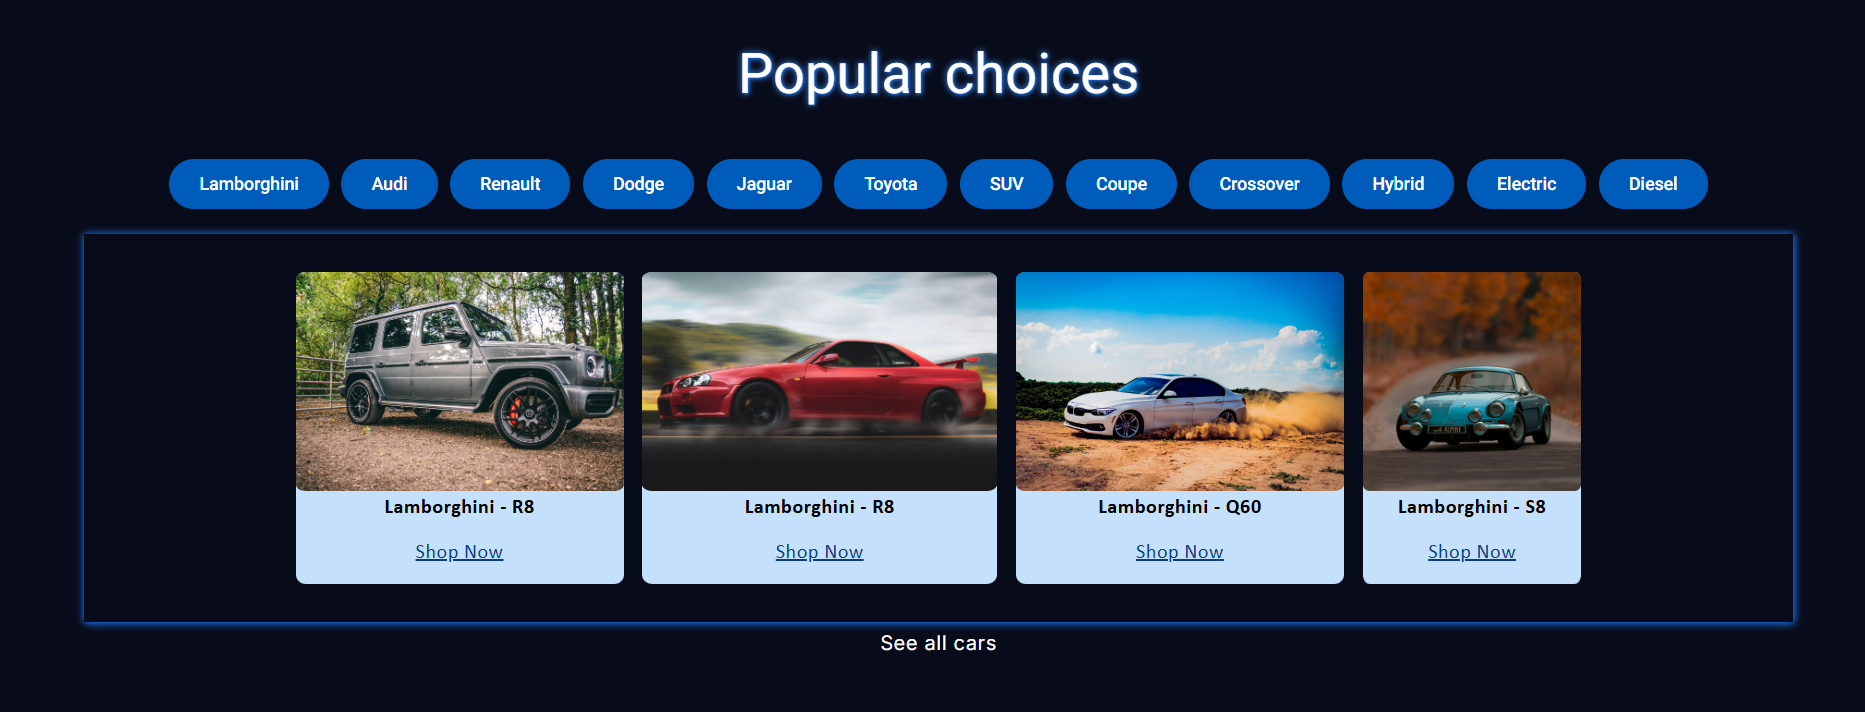 Popular choices
Lamborghini Audi Renault Dodge Jaguar Toyota SUV Coupe Crossover Hybrid Electric Diesel
ALPINE
Lamborghini - R8 Lamborghini - R8 Lamborghini - Q60 Lamborghini - S8
Shop Now Shop Now Shop Now Shop Now
See all cars